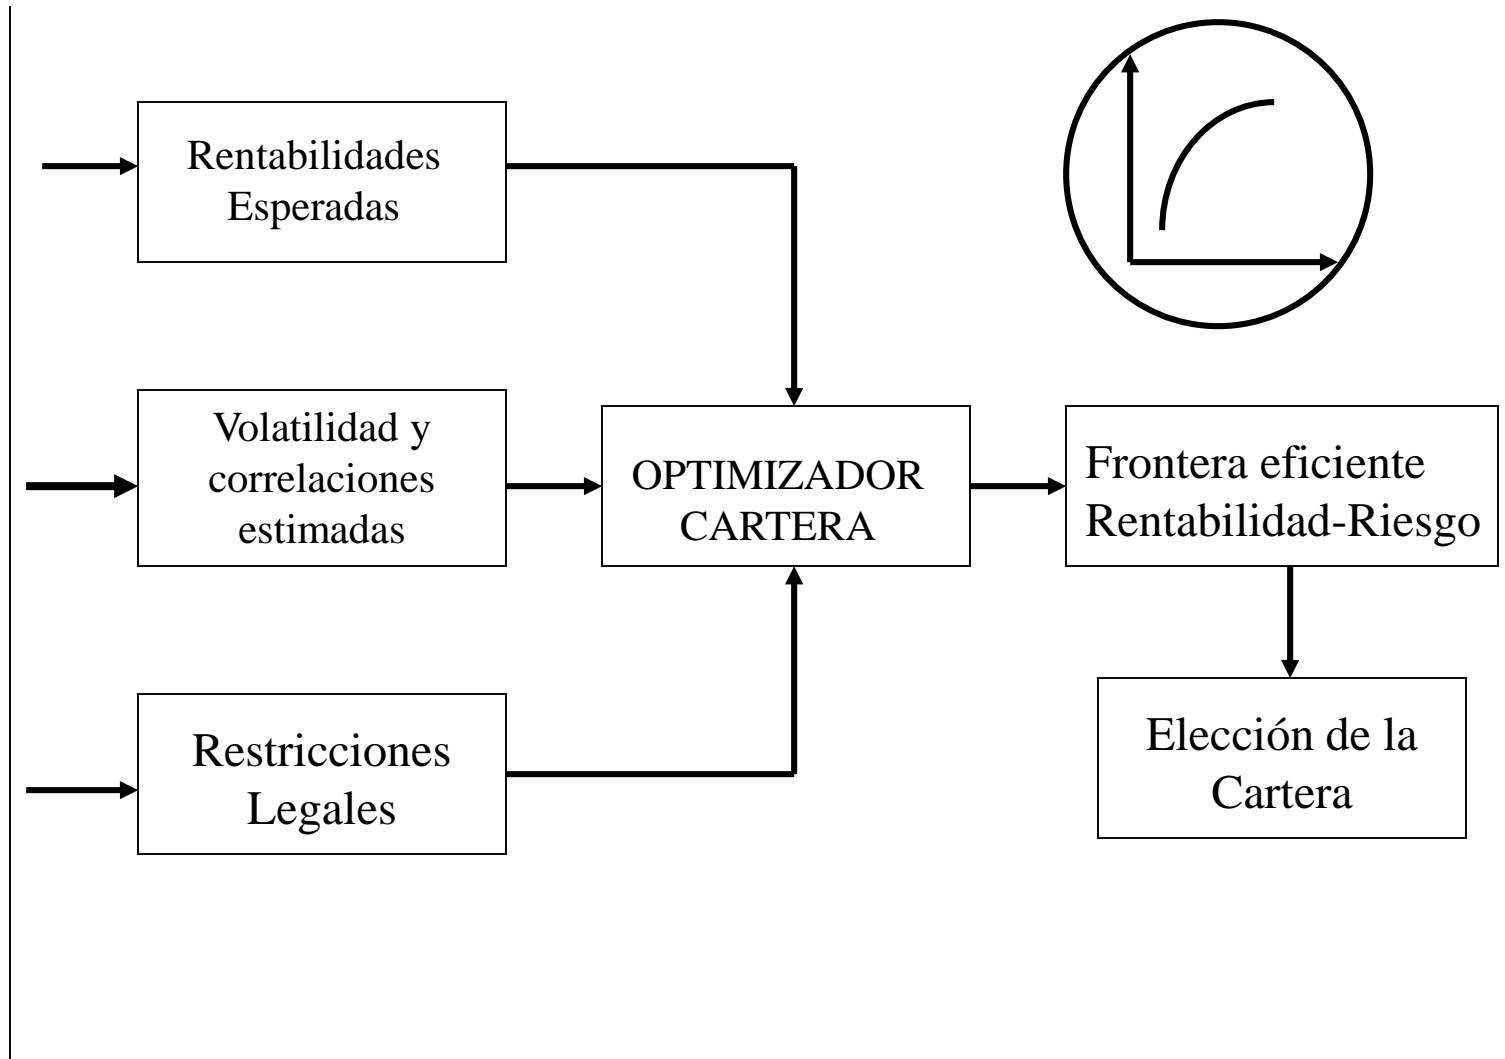 Rentabilidades
Esperadas
Volatilidad y
correlaciones
estimadas
OPTIMIZADOR
CARTERA
Frontera eficiente
Rentabilidad-Riesgo
Restricciones
Legales
Elección de la
Cartera